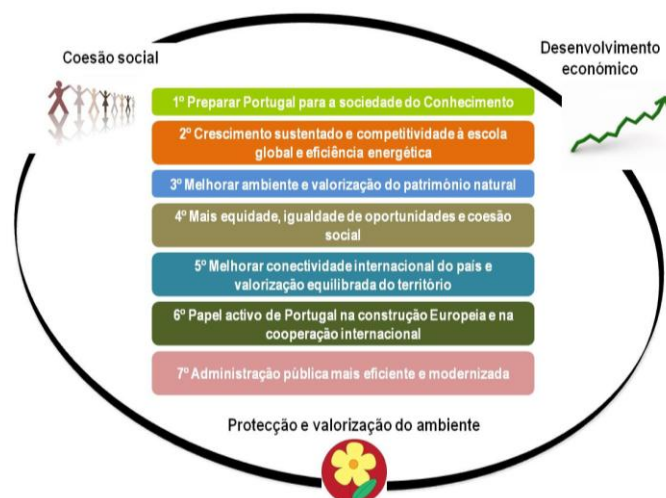 Coesão social
Desenvolvimento
económico
1º Preparar Portugal para a sociedade do Conhecimento
2º Crescimento sustentado e competitividade à escola
global e eficiência energética
3º Melhorar ambiente e valorização do património natural
4º Mais equidade, igualdade de oportunidades e coesão
social
5º Melhorar conectividade internacional do país e
valorização equilibrada do território
6º Papel activo de Portugal na construção Europeia e na
cooperação internacional
7º Administração pública mais eficiente e modernizada
Protecção e valorização do ambiente